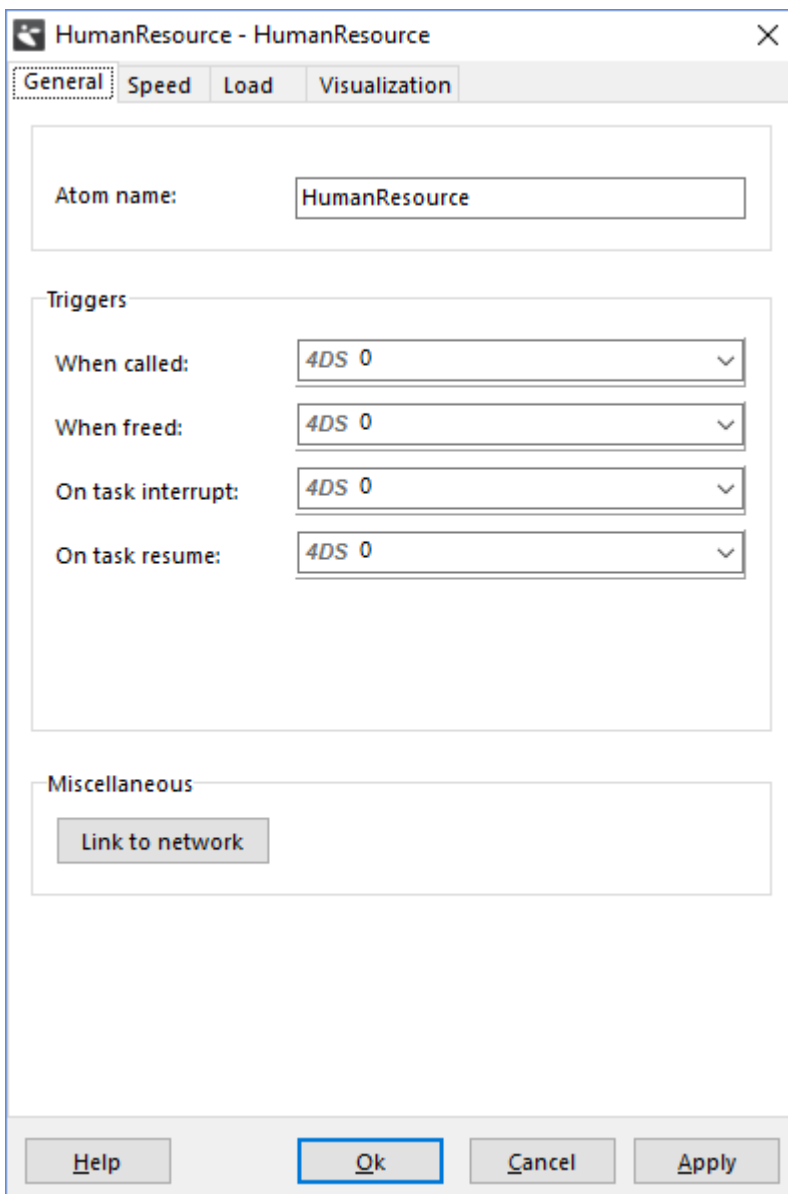 HumanResource - HumanResource
General Speed Load Visualization
Atom name: HumanResource
Triggers
When called: 4DS 0
When freed: 4DS 0
On task interrupt: 4DS 0
On task resume: 4DS 0
Miscellaneous
Link to network
Help Ok Cancel Apply